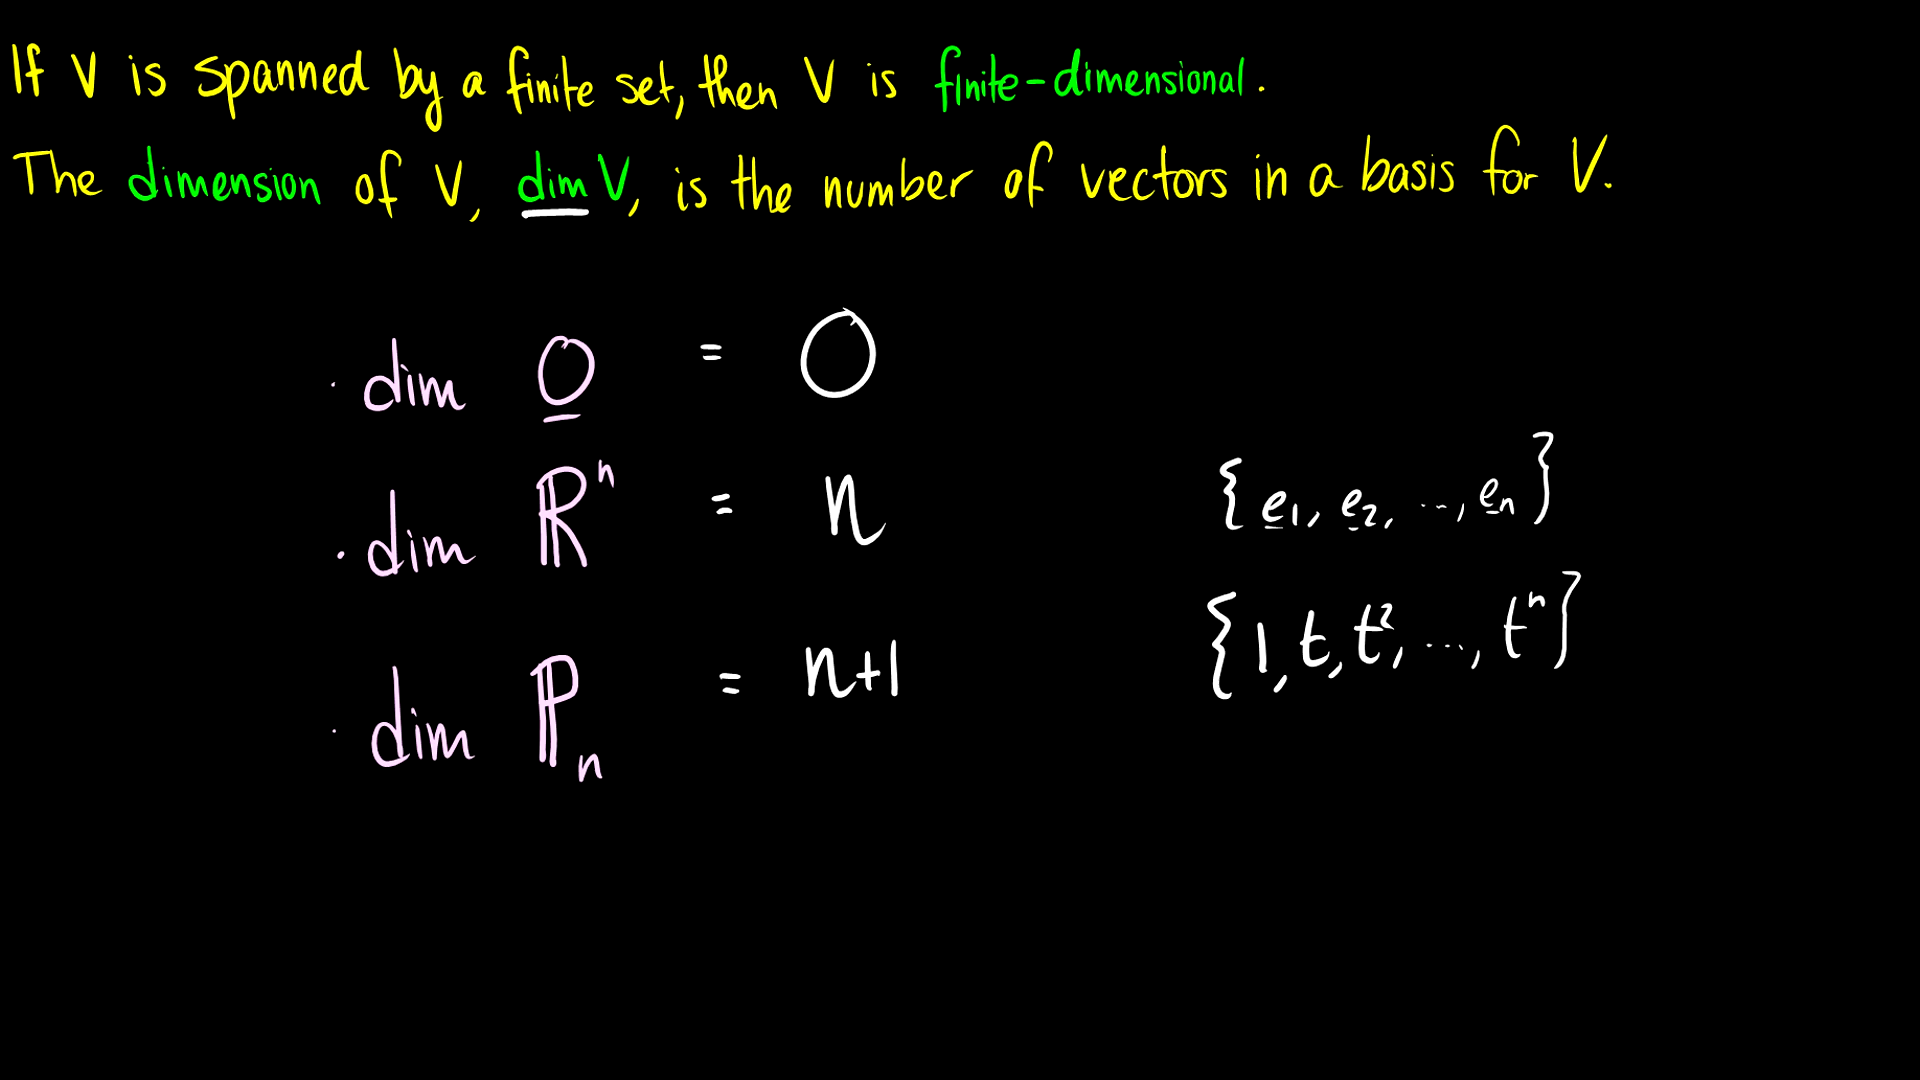 If V is spanned by a finite set, then V is finite-dimensional.
The dimension of V, dim V, is the number of vectors in a basis for V.
· dim 0 = 0
· dim ℝⁿ = n {e₁, e₂, ..., eₙ}
· dim ℙₙ = n+1 {1, t, t², ..., tⁿ}